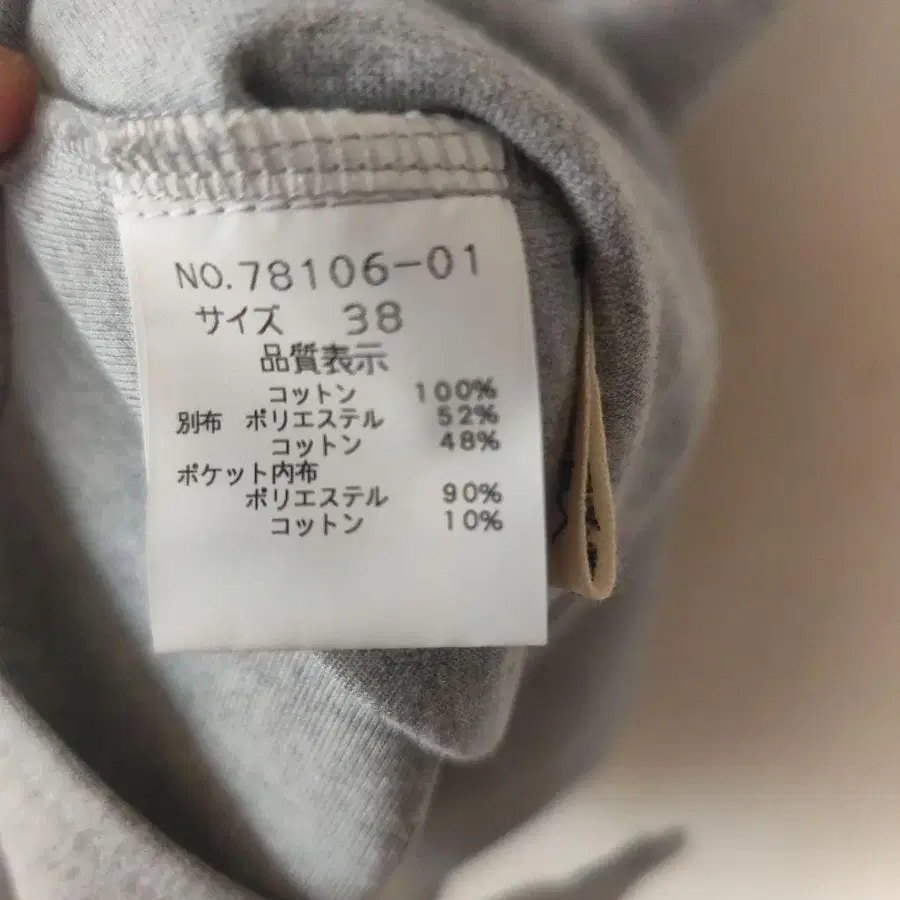 NO.78106-01
サイズ 38
品質表示
コットン 100%
別布 ポリエステル 52%
コットン 48%
ポケット内布
ポリエステル 90%
コットン 10%